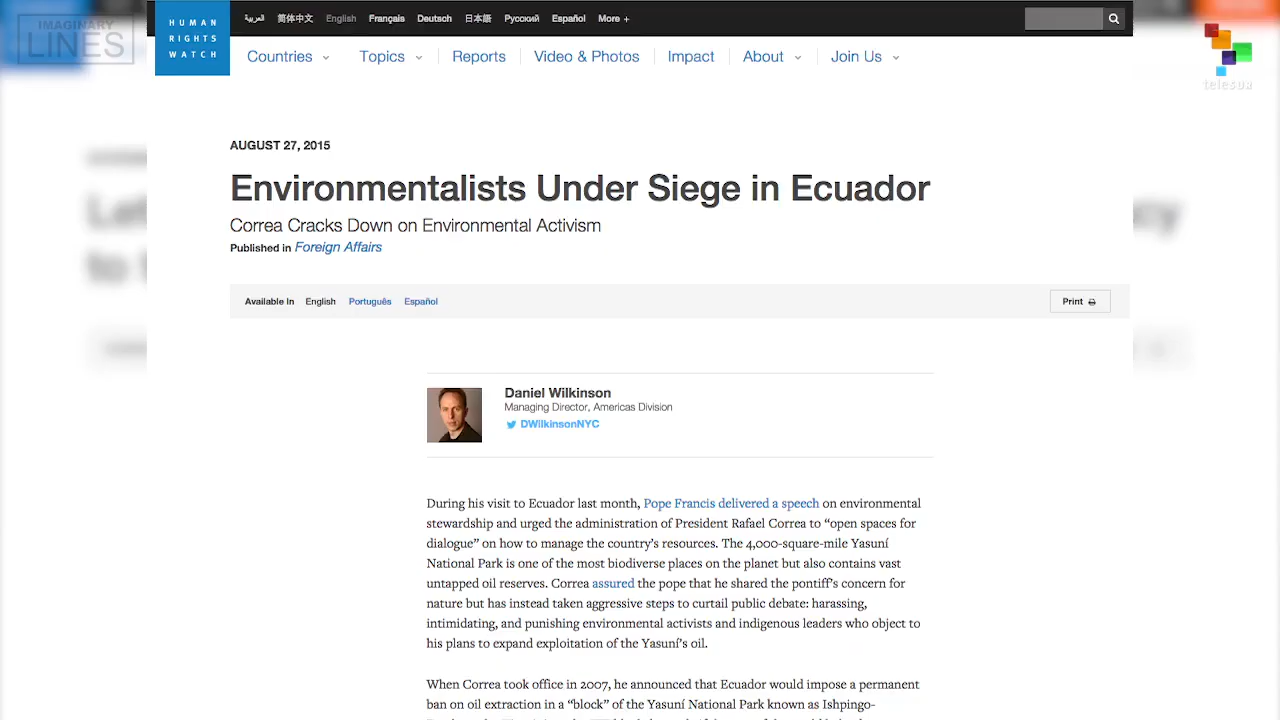 IMAGINARY
LINES
HUMAN
RIGHTS
WATCH
العربية 简体中文 English Français Deutsch 日本語 Русский Español More +
Countries Topics Reports Video & Photos Impact About Join Us
telesur
AUGUST 27, 2015
Environmentalists Under Siege in Ecuador
Correa Cracks Down on Environmental Activism
Published in Foreign Affairs
Available In English Português Español Print
Daniel Wilkinson
Managing Director, Americas Division
DWilkinsonNYC
During his visit to Ecuador last month, Pope Francis delivered a speech on environmental
stewardship and urged the administration of President Rafael Correa to “open spaces for
dialogue” on how to manage the country’s resources. The 4,000-square-mile Yasuní
National Park is one of the most biodiverse places on the planet but also contains vast
untapped oil reserves. Correa assured the pope that he shared the pontiff’s concern for
nature but has instead taken aggressive steps to curtail public debate: harassing,
intimidating, and punishing environmental activists and indigenous leaders who object to
his plans to expand exploitation of the Yasuní’s oil.
When Correa took office in 2007, he announced that Ecuador would impose a permanent
ban on oil extraction in a “block” of the Yasuní National Park known as Ishpingo-